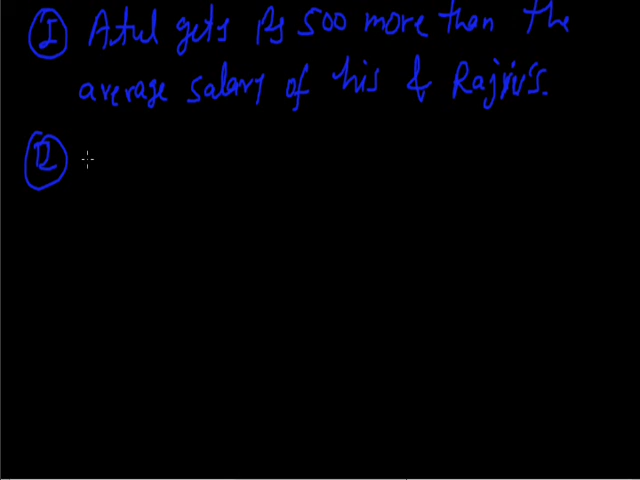 I Atul gets Rs 500 more than the
average salary of his & Rajiv's.
II